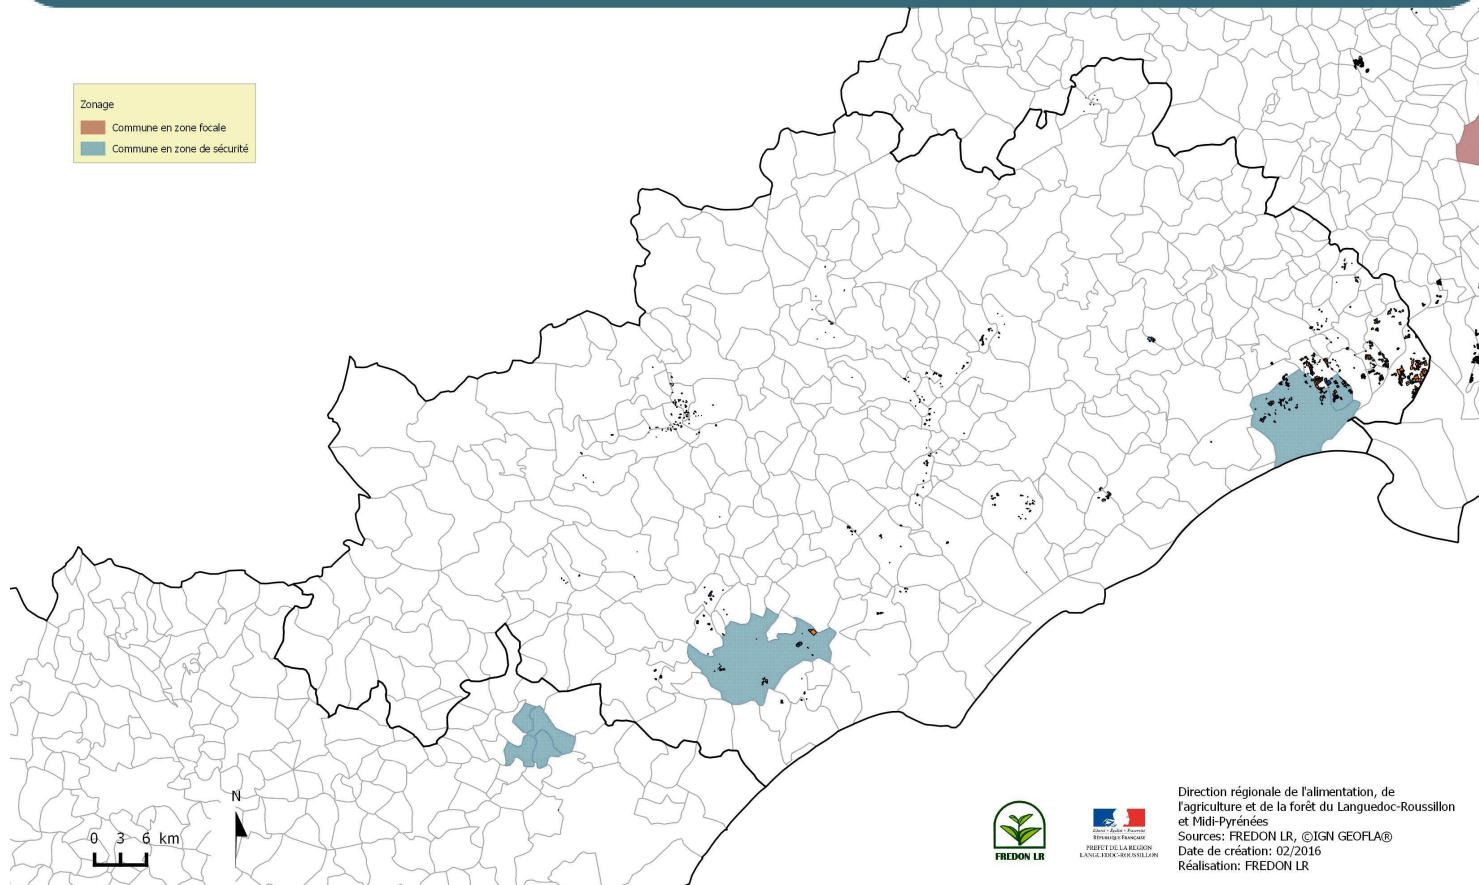 Zonage
Commune en zone focale
Commune en zone de sécurité
N
0 3 6 km
FREDON LR
Liberté • Égalité • Fraternité
RÉPUBLIQUE FRANÇAISE
PREFET DE LA REGION
LANGUEDOC-ROUSSILLON
Direction régionale de l'alimentation, de
l'agriculture et de la forêt du Languedoc-Roussillon
et Midi-Pyrénées
Sources: FREDON LR, ©IGN GEOFLA®
Date de création: 02/2016
Réalisation: FREDON LR